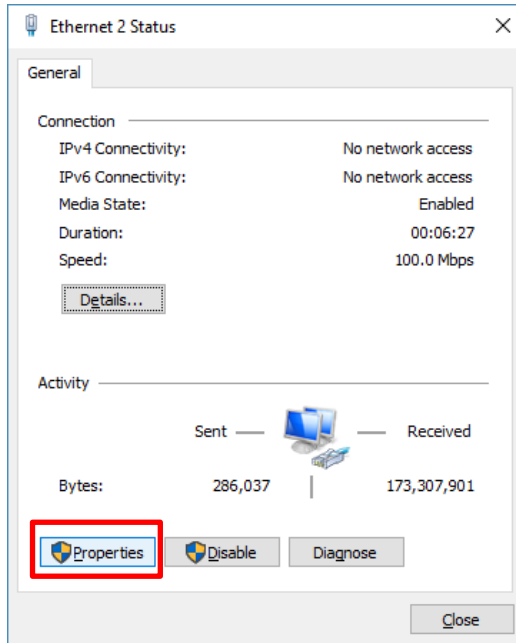 Ethernet 2 Status
General
Connection
IPv4 Connectivity: No network access
IPv6 Connectivity: No network access
Media State: Enabled
Duration: 00:06:27
Speed: 100.0 Mbps
Details...
Activity
Sent Received
Bytes: 286,037 173,307,901
Properties Disable Diagnose
Close